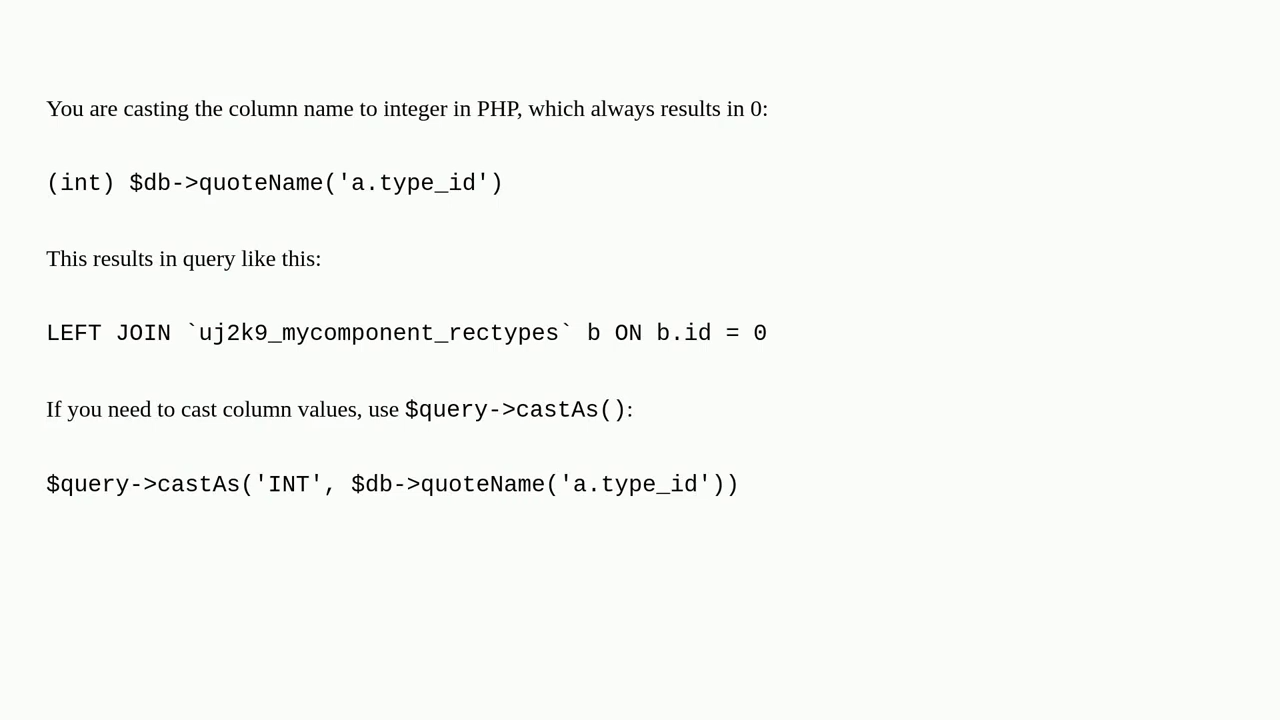 You are casting the column name to integer in PHP, which always results in 0:
(int) $db->quoteName('a.type_id')
This results in query like this:
LEFT JOIN `uj2k9_mycomponent_rectypes` b ON b.id = 0
If you need to cast column values, use $query->castAs():
$query->castAs('INT', $db->quoteName('a.type_id'))